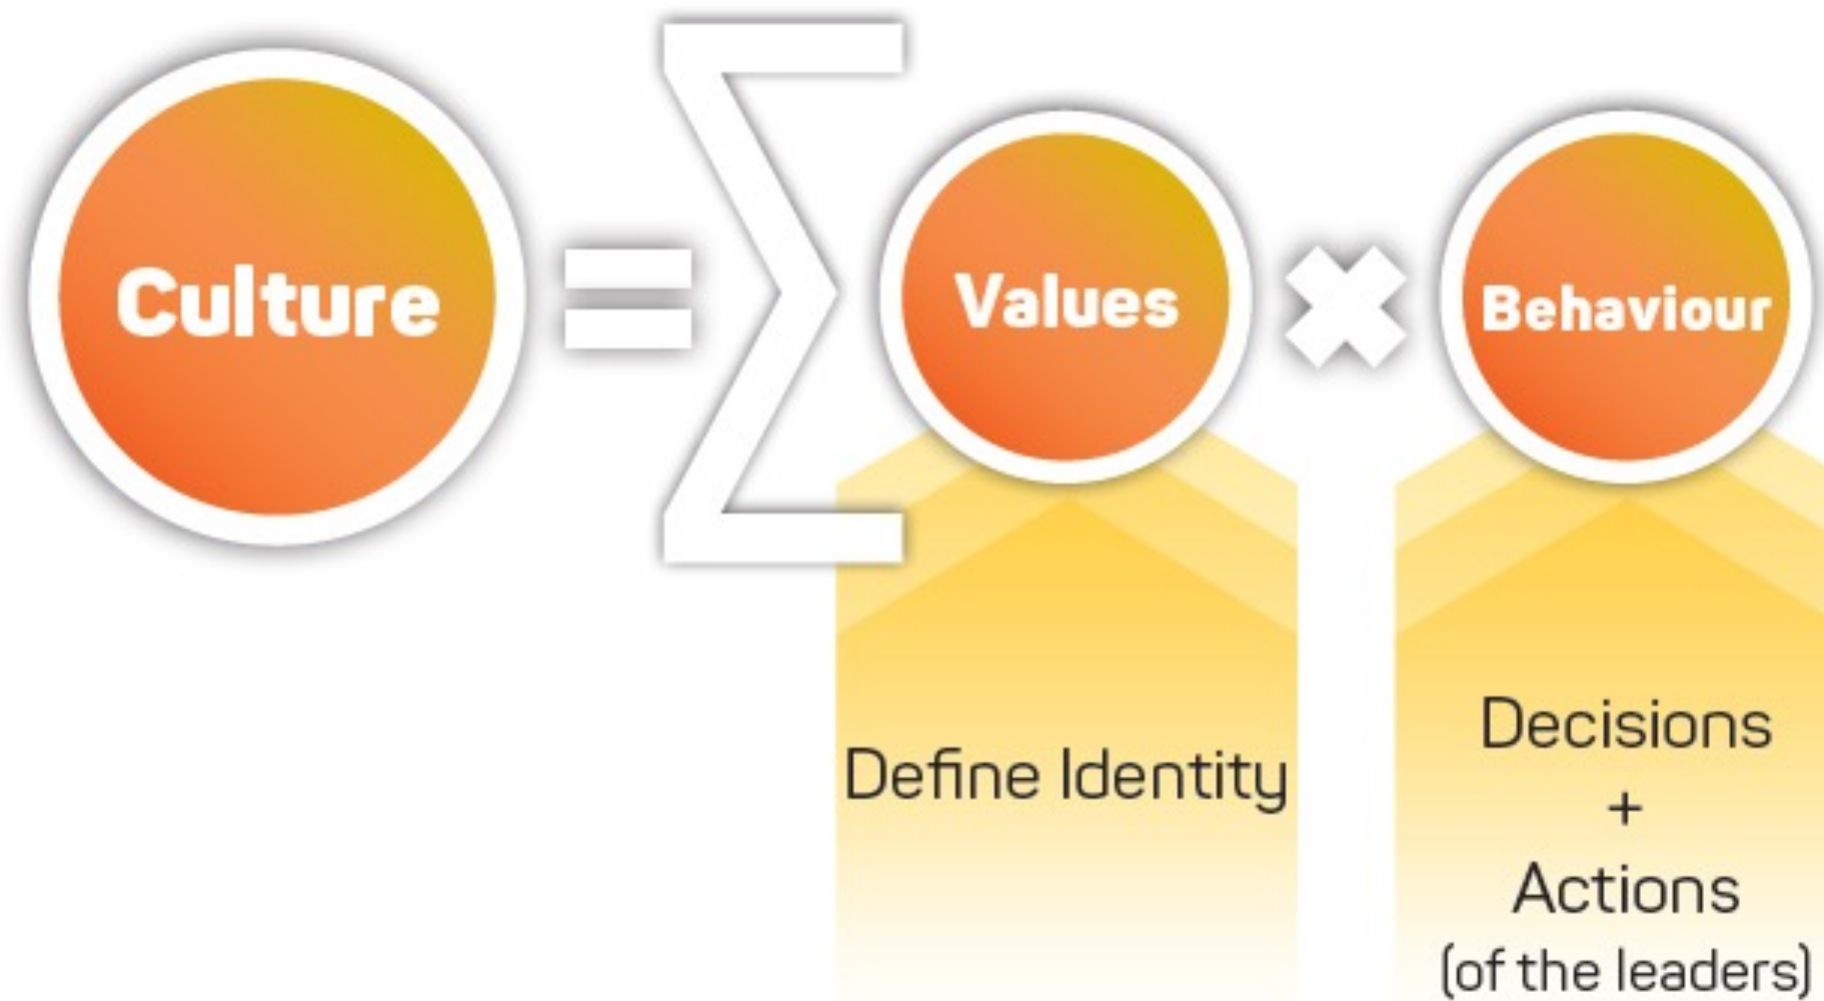 Culture = Σ Values × Behaviour
Define Identity
Decisions
+
Actions
(of the leaders)